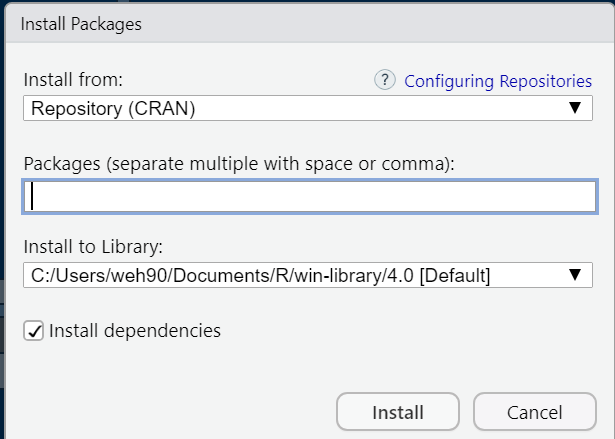 Install Packages
Install from:
? Configuring Repositories
Repository (CRAN)
Packages (separate multiple with space or comma):
Install to Library:
C:/Users/weh90/Documents/R/win-library/4.0 [Default]
Install dependencies
Install
Cancel